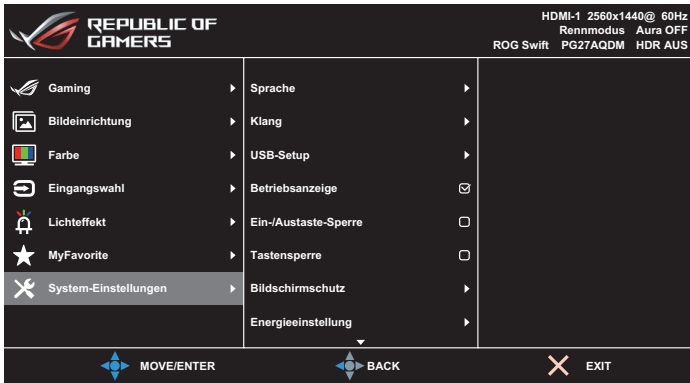 REPUBLIC OF
GAMERS
HDMI-1 2560x1440@ 60Hz
Rennmodus Aura OFF
ROG Swift PG27AQDM HDR AUS
Gaming
Bildeinrichtung
Farbe
Eingangswahl
Lichteffekt
MyFavorite
System-Einstellungen
Sprache
Klang
USB-Setup
Betriebsanzeige
Ein-/Austaste-Sperre
Tastensperre
Bildschirmschutz
Energieeinstellung
MOVE/ENTER
BACK
EXIT